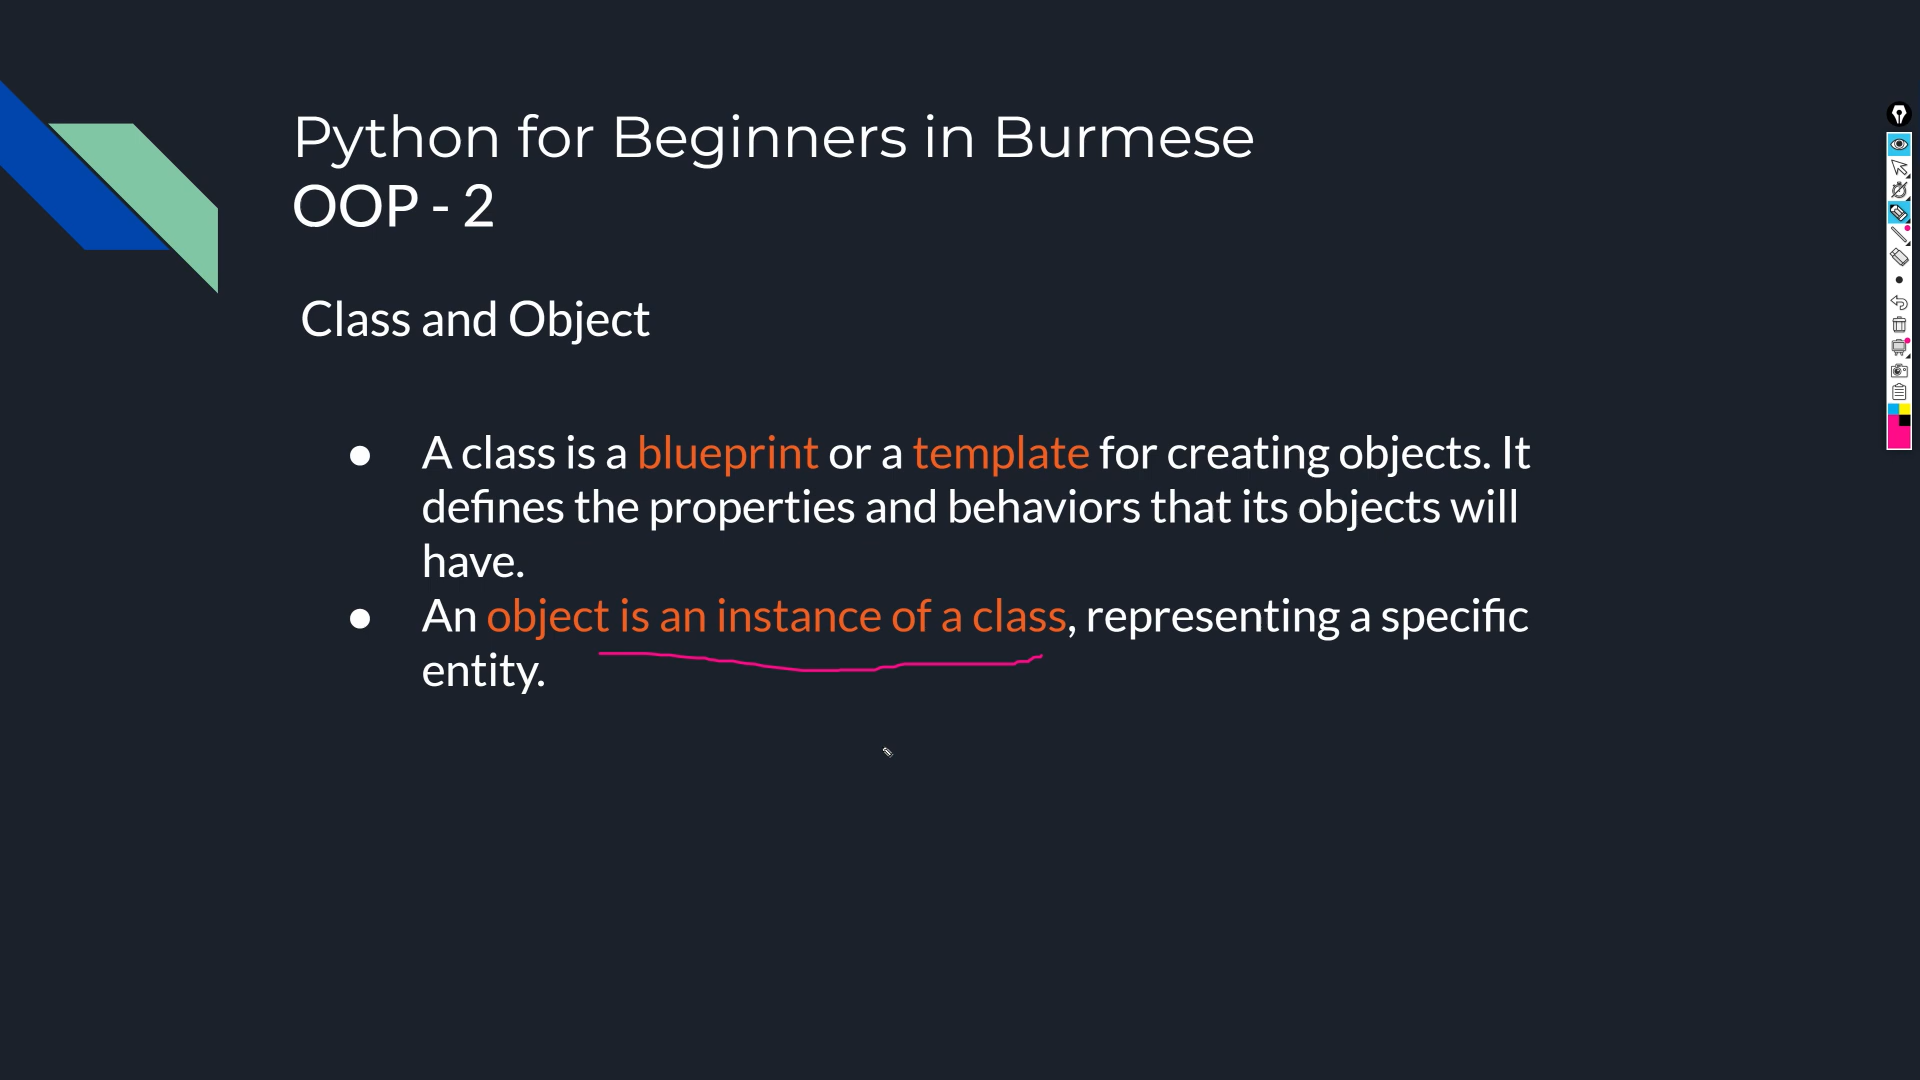 Python for Beginners in Burmese
OOP - 2
Class and Object
● A class is a blueprint or a template for creating objects. It
defines the properties and behaviors that its objects will
have.
● An object is an instance of a class, representing a specific
entity.